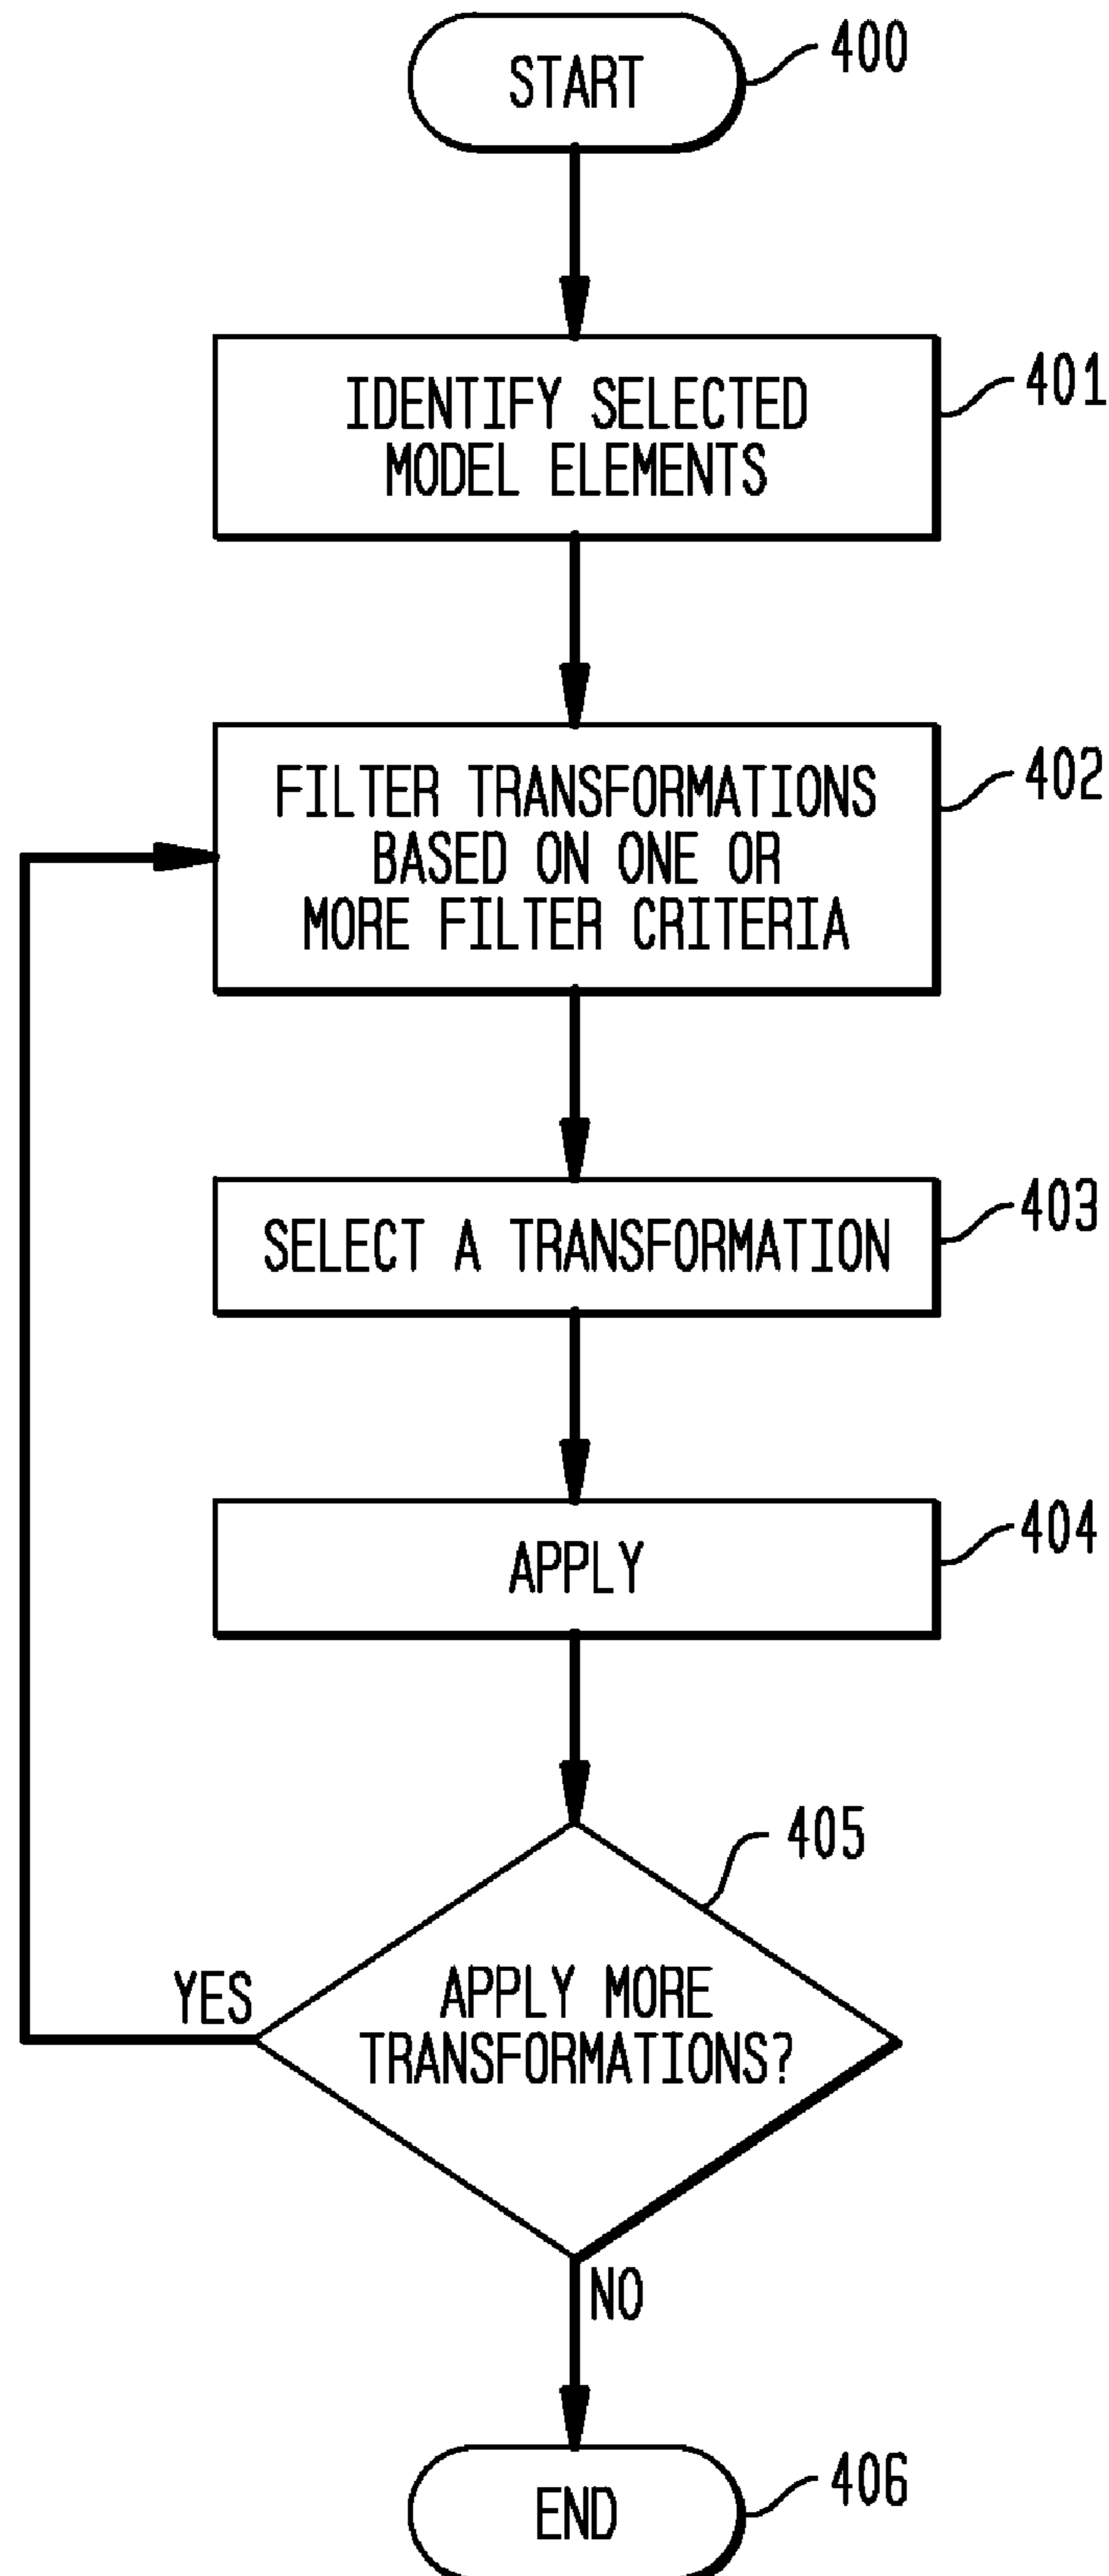 START
400
IDENTIFY SELECTED
MODEL ELEMENTS
401
FILTER TRANSFORMATIONS
BASED ON ONE OR
MORE FILTER CRITERIA
402
SELECT A TRANSFORMATION
403
APPLY
404
405
APPLY MORE
TRANSFORMATIONS?
YES
NO
END
406